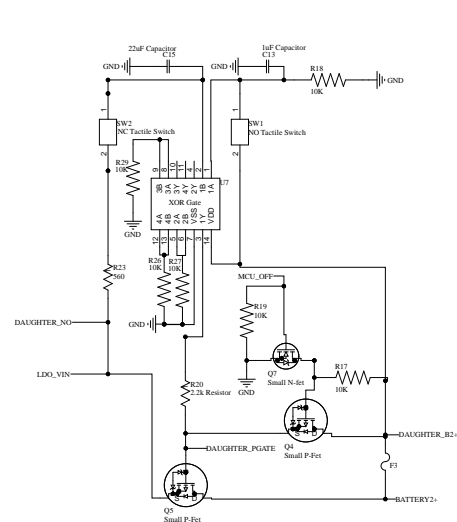 22uF Capacitor
C15
GND
1uF Capacitor
C13
GND
R18
10K
GND
1
SW2
NC Tactile Switch
2
1
SW1
NO Tactile Switch
2
R29
10K
9 8 10 11 4 2 1
3B 3A 3Y 4Y 2Y 1B 1A
U7
XOR Gate
4A 4B 2A 2B VSS 1Y VDD
12 13 5 6 7 3 14
GND
R26
10K
R27
10K
R23
560
GND
MCU_OFF
R19
10K
DAUGHTER_NO
Q7
Small N-fet
R17
10K
LDO_VIN
R20
2.2k Resistor
GND
S D
Q4
Small P-Fet
DAUGHTER_B2+
DAUGHTER_PGATE
F3
S D
Q5
Small P-Fet
BATTERY2+